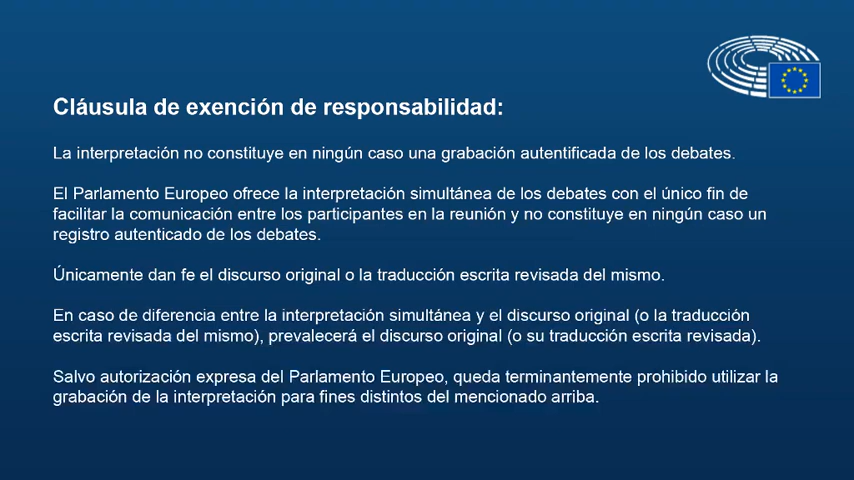 Cláusula de exención de responsabilidad:
La interpretación no constituye en ningún caso una grabación autentificada de los debates.
El Parlamento Europeo ofrece la interpretación simultánea de los debates con el único fin de
facilitar la comunicación entre los participantes en la reunión y no constituye en ningún caso un
registro autenticado de los debates.
Únicamente dan fe el discurso original o la traducción escrita revisada del mismo.
En caso de diferencia entre la interpretación simultánea y el discurso original (o la traducción
escrita revisada del mismo), prevalecerá el discurso original (o su traducción escrita revisada).
Salvo autorización expresa del Parlamento Europeo, queda terminantemente prohibido utilizar la
grabación de la interpretación para fines distintos del mencionado arriba.